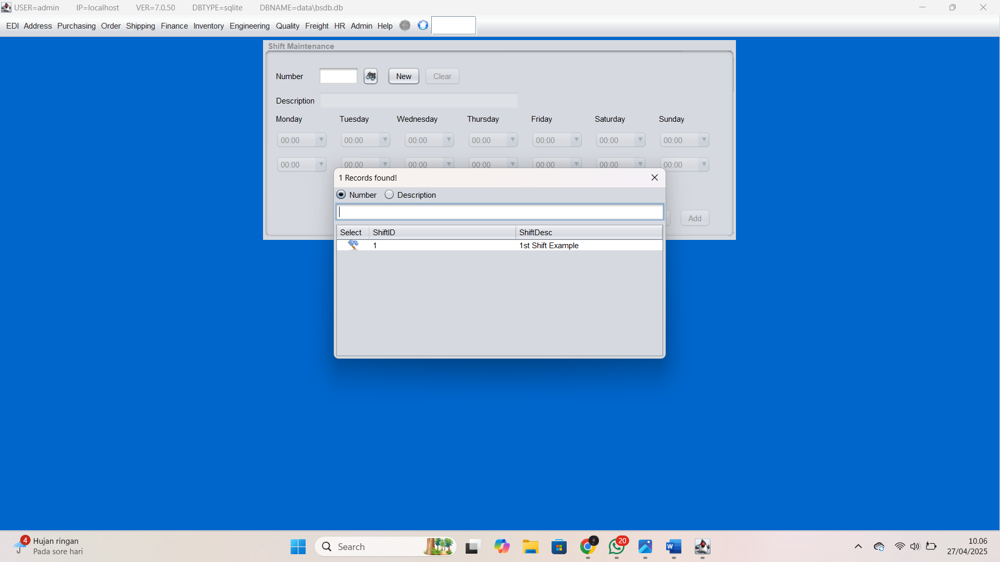 USER=admin IP=localhost VER=7.0.50 DBTYPE=sqlite DBNAME=data\bsdb.db
EDI Address Purchasing Order Shipping Finance Inventory Engineering Quality Freight HR Admin Help
Shift Maintenance
Number New Clear
Description
Monday Tuesday Wednesday Thursday Friday Saturday Sunday
00:00 00:00 00:00 00:00 00:00 00:00 00:00
00:00 00:00 00:00 00:00 00:00 00:00 00:00
1 Records found!
Number Description
Add
Select ShiftID ShiftDesc
1 1st Shift Example
4 Hujan ringan
Pada sore hari
Search
4
20
W
10.06
27/04/2025